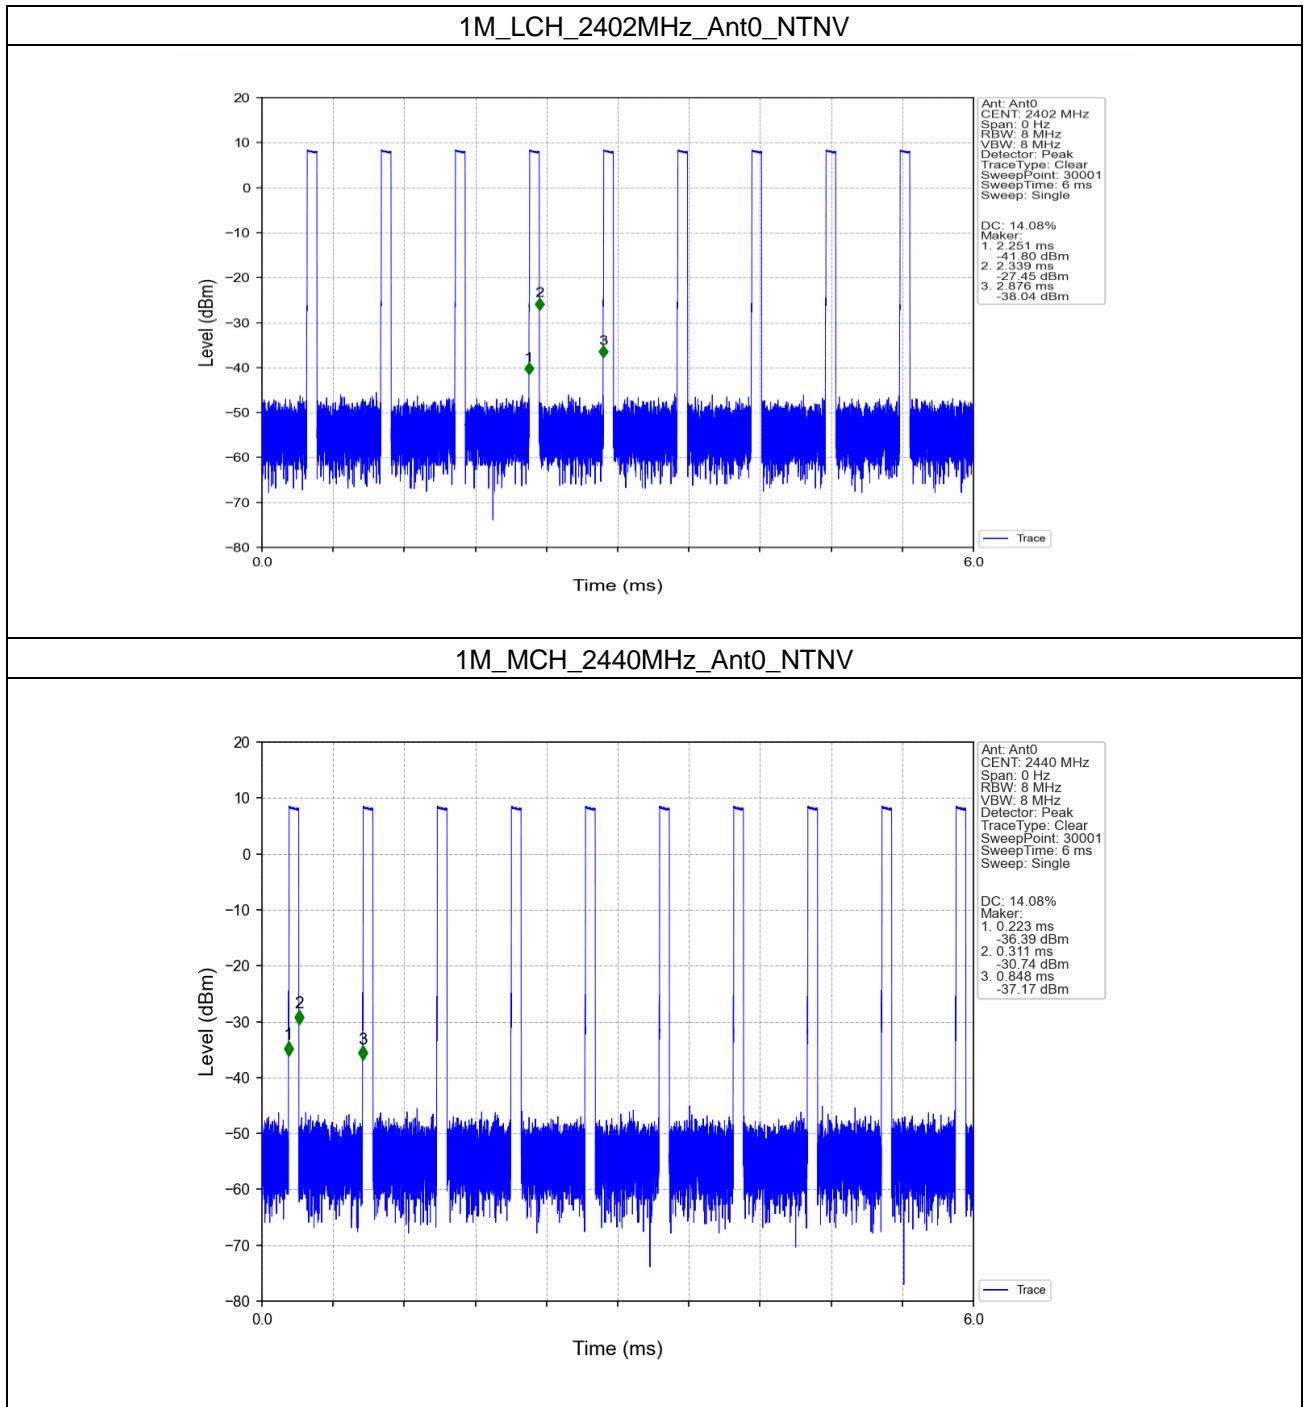 1M_LCH_2402MHz_Ant0_NTNV
20
10
0
−10
−20
−30
−40
−50
−60
−70
−80
Level (dBm)
0.0
6.0
Time (ms)
1
2
3
Ant: Ant0
CENT: 2402 MHz
Span: 0 Hz
RBW: 8 MHz
VBW: 8 MHz
Detector: Peak
TraceType: Clear
SweepPoint: 30001
SweepTime: 6 ms
Sweep: Single
DC: 14.08%
Maker:
1. 2.251 ms
-41.80 dBm
2. 2.339 ms
-27.45 dBm
3. 2.876 ms
-38.04 dBm
Trace
1M_MCH_2440MHz_Ant0_NTNV
20
10
0
−10
−20
−30
−40
−50
−60
−70
−80
Level (dBm)
0.0
6.0
Time (ms)
1
2
3
Ant: Ant0
CENT: 2440 MHz
Span: 0 Hz
RBW: 8 MHz
VBW: 8 MHz
Detector: Peak
TraceType: Clear
SweepPoint: 30001
SweepTime: 6 ms
Sweep: Single
DC: 14.08%
Maker:
1. 0.223 ms
-36.39 dBm
2. 0.311 ms
-30.74 dBm
3. 0.848 ms
-37.17 dBm
Trace